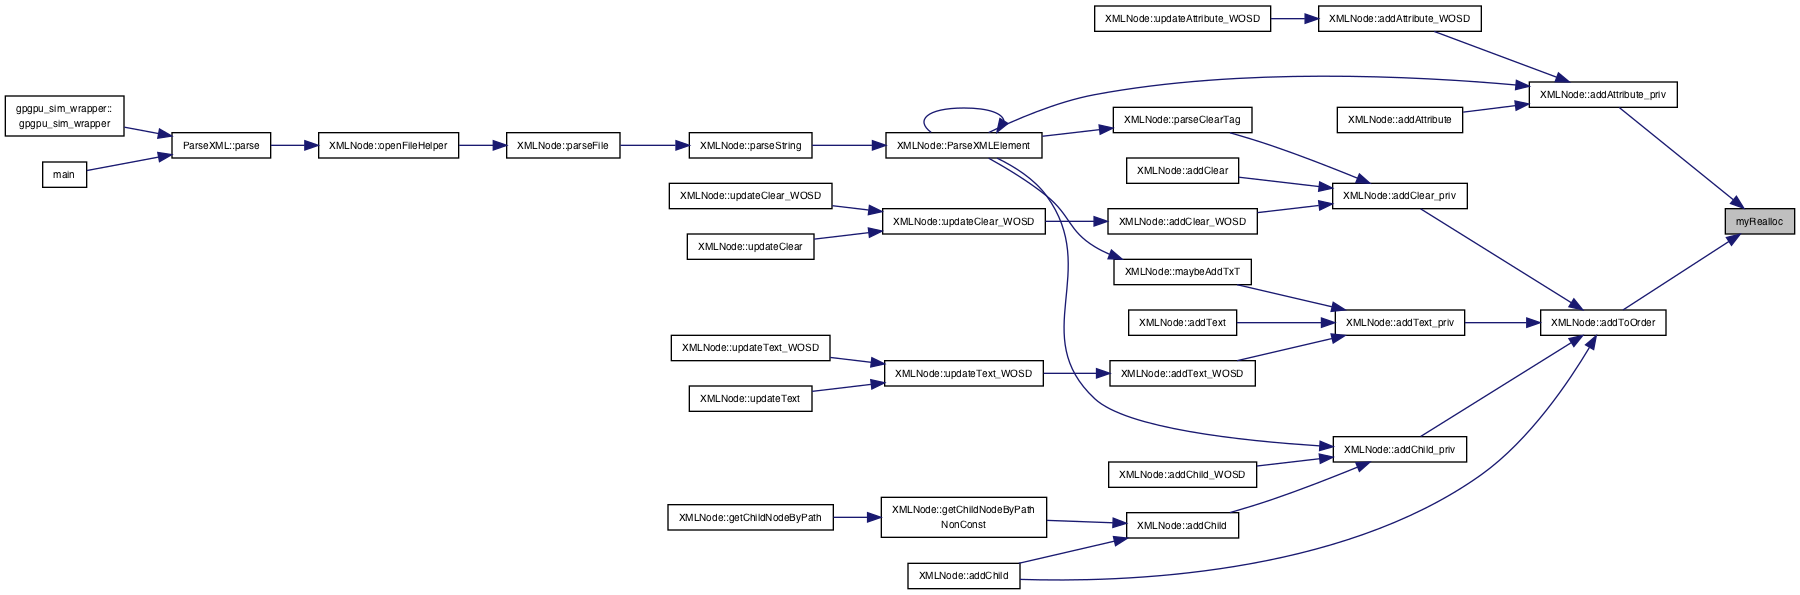 XMLNode::updateAttribute_WOSD
XMLNode::addAttribute_WOSD
XMLNode::addAttribute_priv
gpgpu_sim_wrapper::
gpgpu_sim_wrapper
XMLNode::parseClearTag
XMLNode::addAttribute
ParseXML::parse
XMLNode::openFileHelper
XMLNode::parseFile
XMLNode::parseString
XMLNode::ParseXMLElement
main
XMLNode::addClear
XMLNode::updateClear_WOSD
XMLNode::addClear_priv
XMLNode::updateClear_WOSD
XMLNode::addClear_WOSD
myRealloc
XMLNode::updateClear
XMLNode::maybeAddTxT
XMLNode::addText
XMLNode::addText_priv
XMLNode::addToOrder
XMLNode::updateText_WOSD
XMLNode::updateText_WOSD
XMLNode::addText_WOSD
XMLNode::updateText
XMLNode::addChild_priv
XMLNode::addChild_WOSD
XMLNode::getChildNodeByPath
XMLNode::getChildNodeByPath
NonConst
XMLNode::addChild
XMLNode::addChild